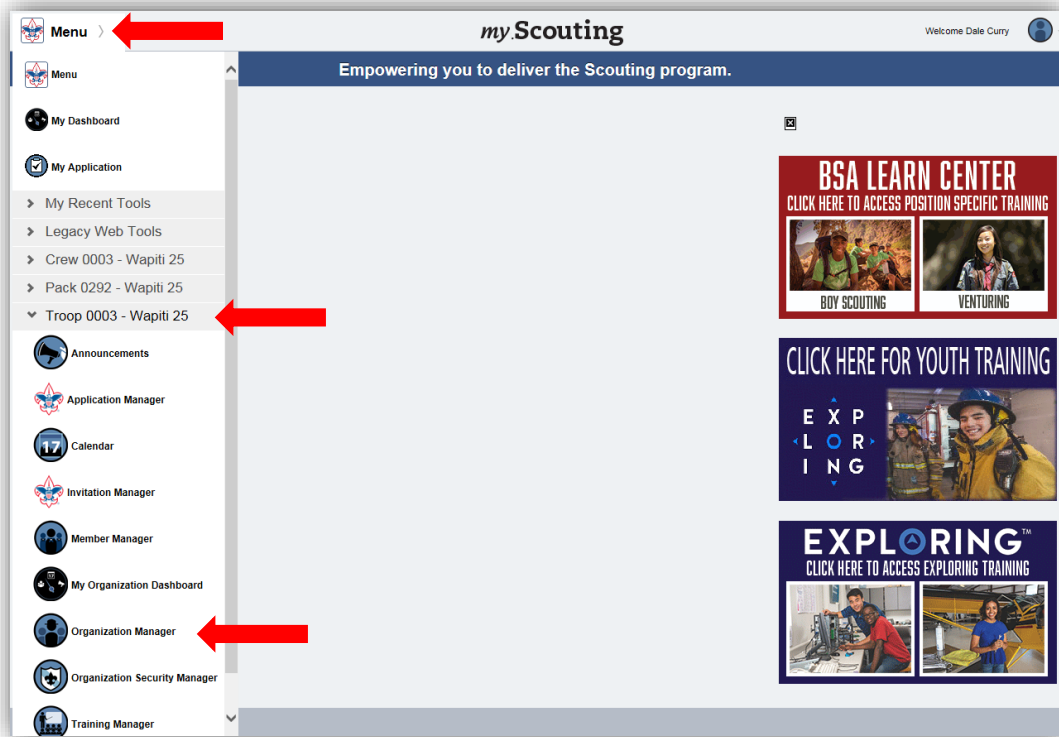 Menu
my.Scouting
Welcome Dale Curry
Empowering you to deliver the Scouting program.
Menu
My Dashboard
My Application
My Recent Tools
Legacy Web Tools
Crew 0003 - Wapiti 25
Pack 0292 - Wapiti 25
Troop 0003 - Wapiti 25
Announcements
Application Manager
17
Calendar
Invitation Manager
Member Manager
My Organization Dashboard
Organization Manager
Organization Security Manager
Training Manager
BSA LEARN CENTER
CLICK HERE TO ACCESS POSITION SPECIFIC TRAINING
BOY SCOUTING
VENTURING
CLICK HERE FOR YOUTH TRAINING
E X P
L O R
I N G
EXPLORING™
CLICK HERE TO ACCESS EXPLORING TRAINING